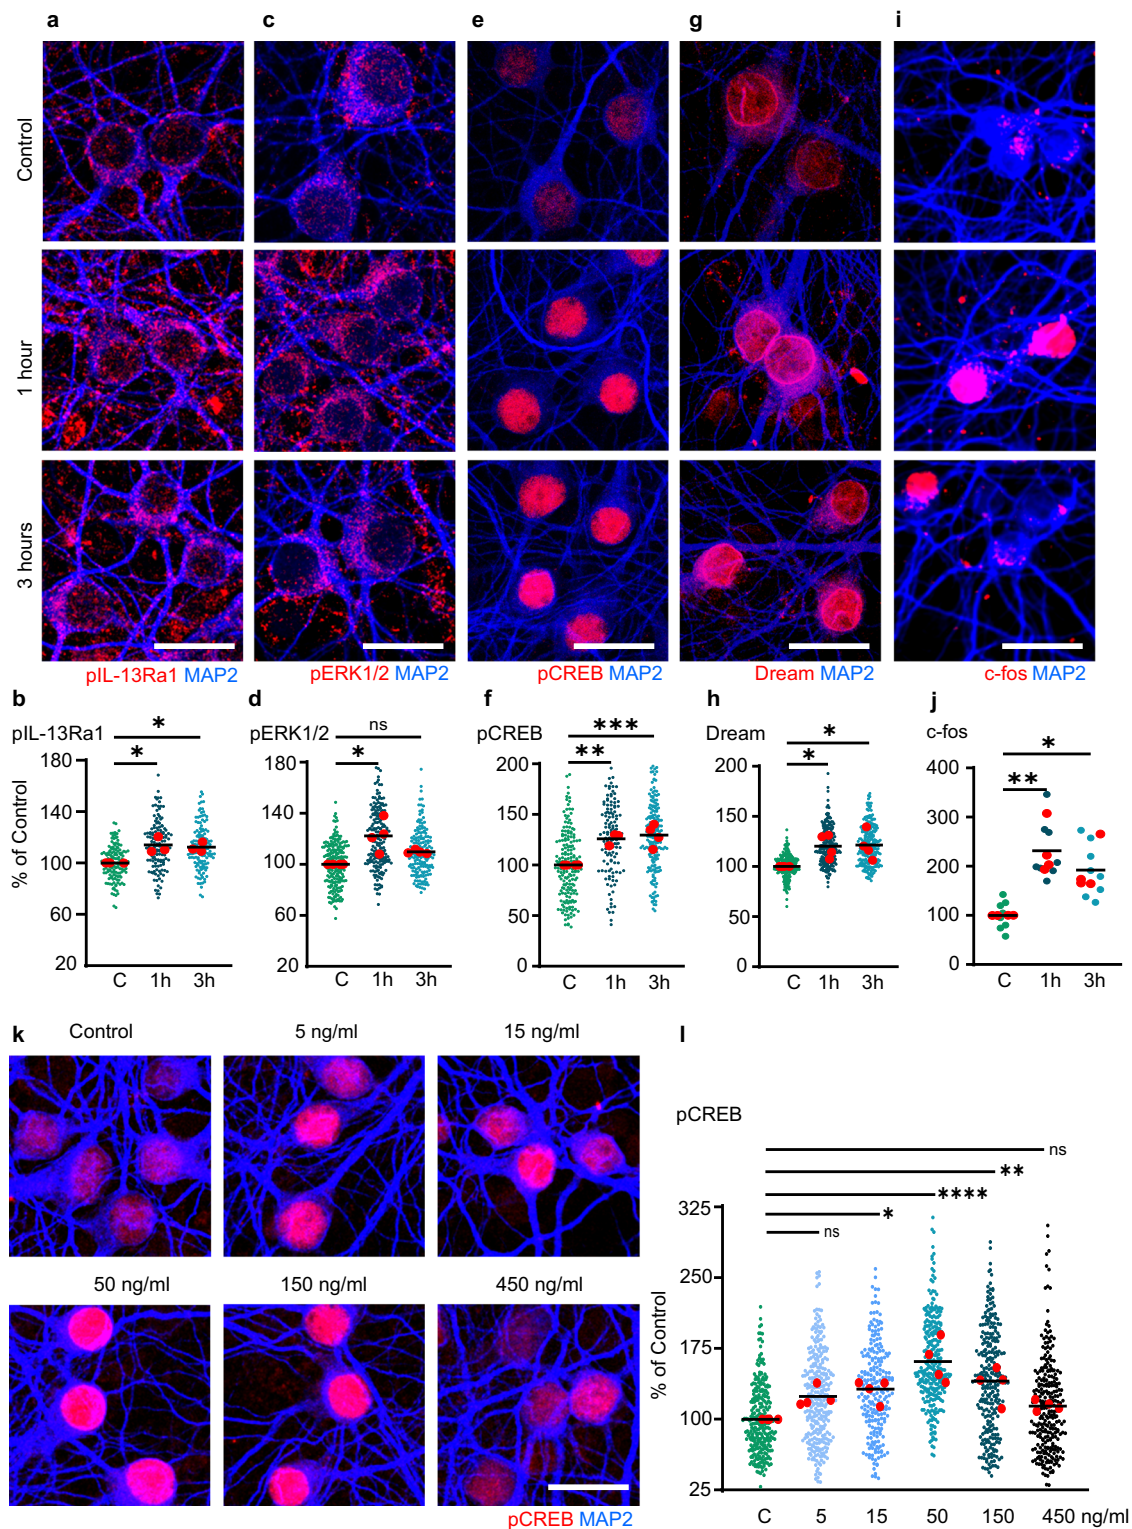 a c e g i
Control
1 hour
3 hours
pIL-13Ra1 MAP2
pERK1/2 MAP2
pCREB MAP2
Dream MAP2
c-fos MAP2
b
pIL-13Ra1
*
*
% of Control
180
140
100
60
20
C 1h 3h
d
pERK1/2
ns
*
180
140
100
60
20
C 1h 3h
f
pCREB
***
**
200
150
100
50
0
C 1h 3h
h
Dream
*
*
200
150
100
50
0
C 1h 3h
j
c-fos
*
**
400
300
200
100
0
C 1h 3h
k
Control 5 ng/ml 15 ng/ml
50 ng/ml 150 ng/ml 450 ng/ml
pCREB MAP2
l
pCREB
ns
**
****
*
ns
% of Control
325
250
175
100
25
C 5 15 50 150 450 ng/ml